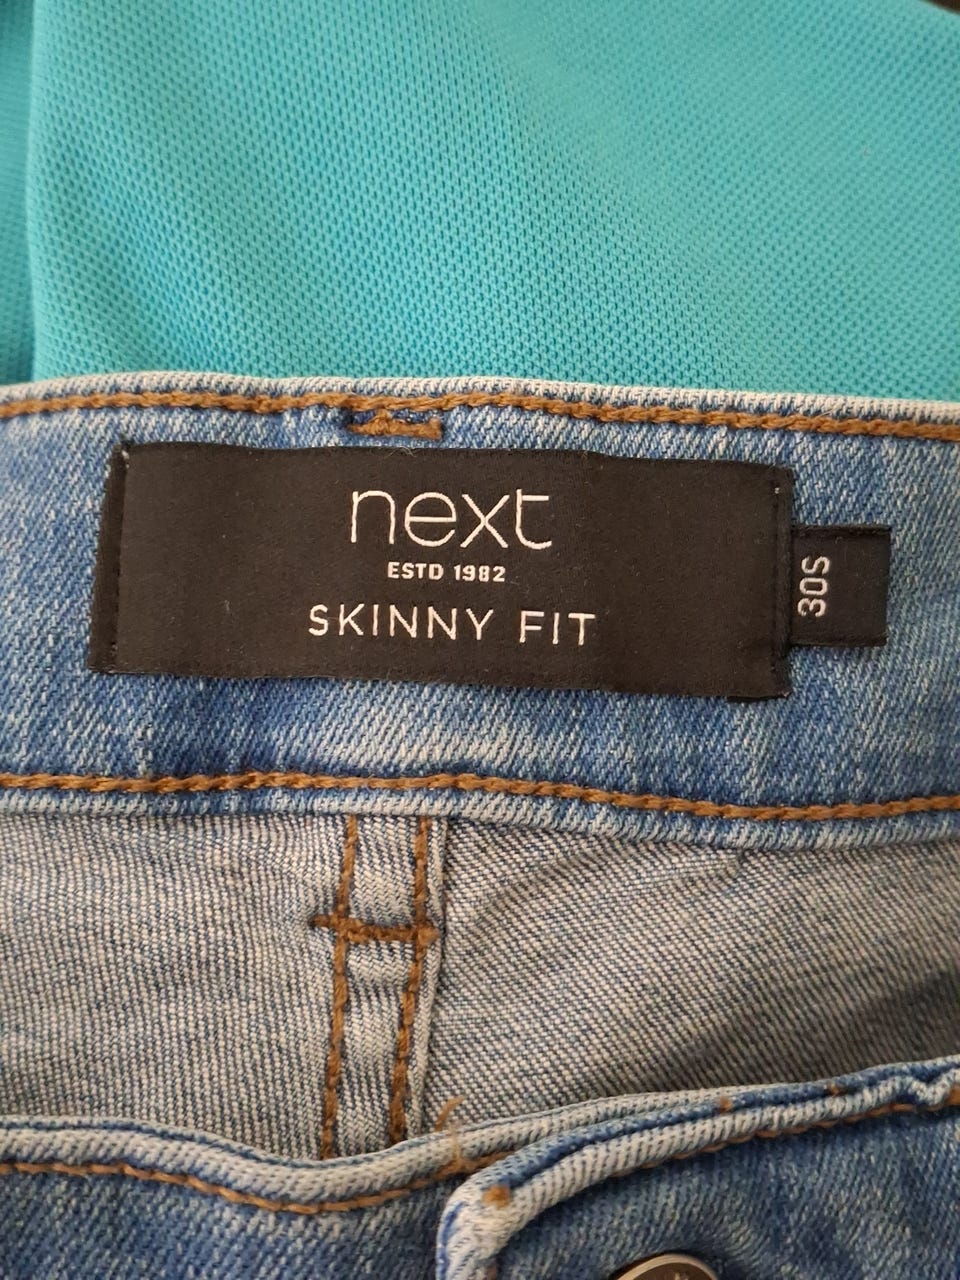 next
ESTD 1982
SKINNY FIT
30S